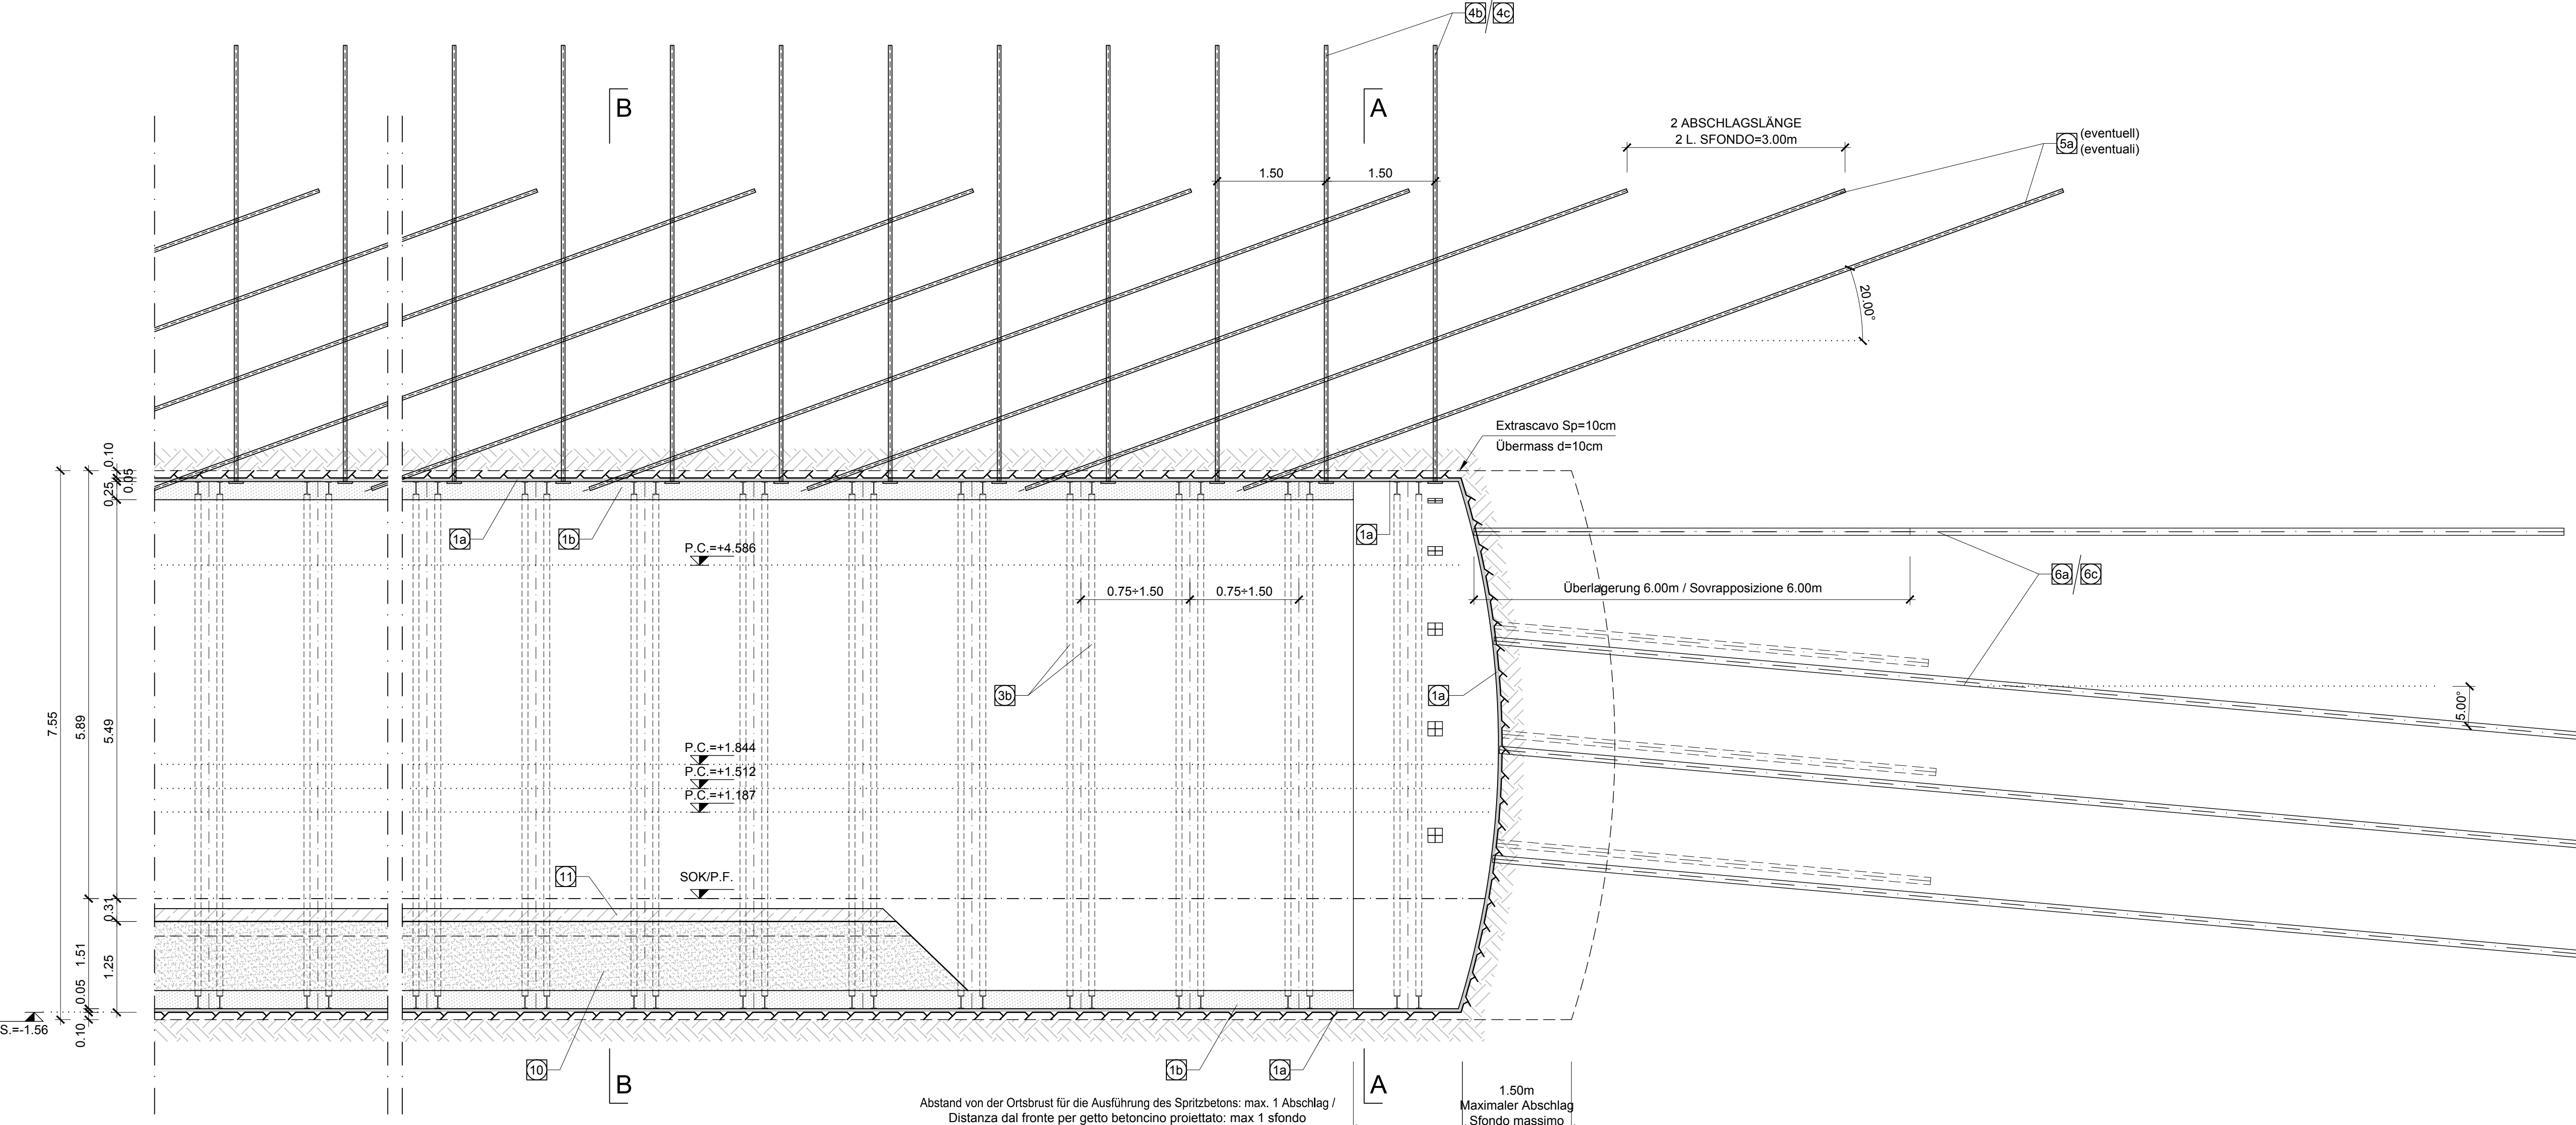 4b / 4c
B
A
2 ABSCHLAGSLÄNGE
2 L. SFONDO=3.00m
5a (eventuell)
(eventuali)
1.50
1.50
20.00°
Extrascavo Sp=10cm
Übermass d=10cm
0.10
0.05
0.25
1a
1b
1a
P.C.=+4.586
0.75÷1.50
0.75÷1.50
Überlagerung 6.00m / Sovrapposizione 6.00m
6a / 6c
3b
1a
5.00°
7.55
5.89
5.49
P.C.=+1.844
P.C.=+1.512
P.C.=+1.187
11
SOK/P.F.
0.31
1.51
1.25
0.05
S.=-1.56
0.10
10
B
1b
1a
A
1.50m
Maximaler Abschlag
Sfondo massimo
Abstand von der Ortsbrust für die Ausführung des Spritzbetons: max. 1 Abschlag /
Distanza dal fronte per getto betoncino proiettato: max 1 sfondo